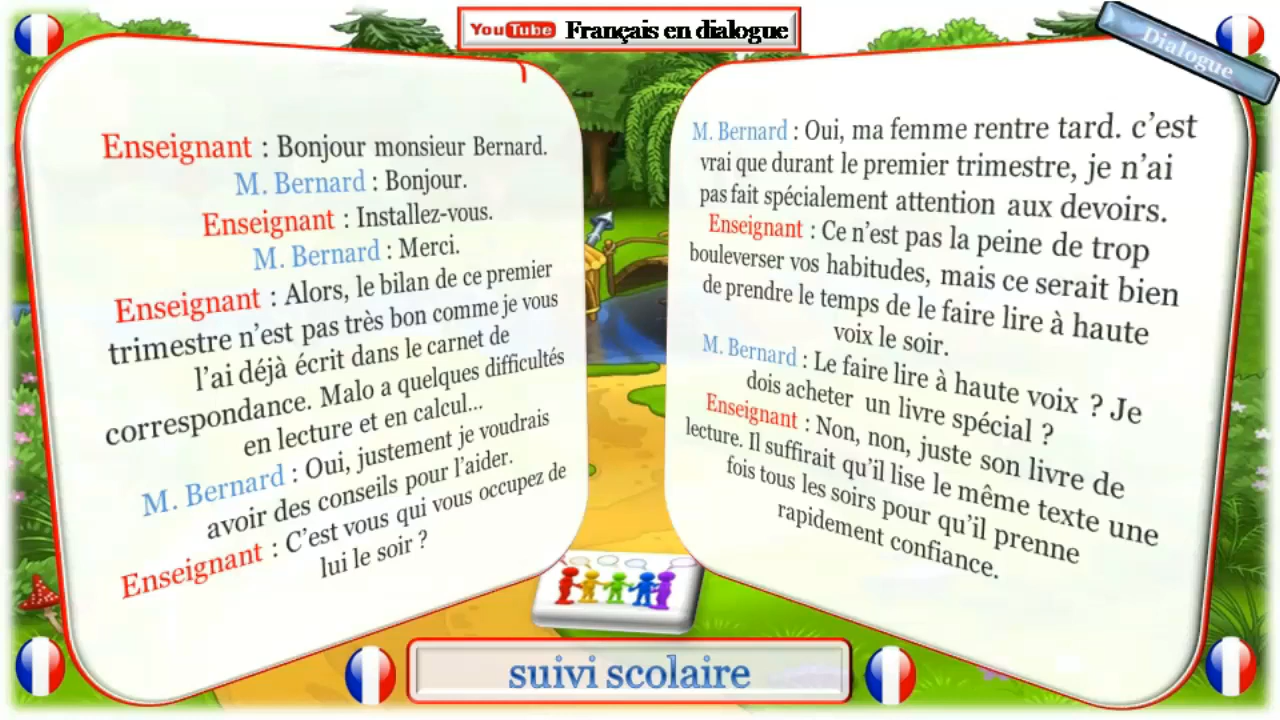 YouTube Français en dialogue
Dialogue
Enseignant : Bonjour monsieur Bernard.
M. Bernard : Bonjour.
Enseignant : Installez-vous.
M. Bernard : Merci.
Enseignant : Alors, le bilan de ce premier
trimestre n'est pas très bon comme je vous
l'ai déjà écrit dans le carnet de
correspondance. Malo a quelques difficultés
en lecture et en calcul...
M. Bernard : Oui, justement je voudrais
avoir des conseils pour l'aider.
Enseignant : C'est vous qui vous occupez de
lui le soir ?
M. Bernard : Oui, ma femme rentre tard. c'est
vrai que durant le premier trimestre, je n'ai
pas fait spécialement attention aux devoirs.
Enseignant : Ce n'est pas la peine de trop
bouleverser vos habitudes, mais ce serait bien
de prendre le temps de le faire lire à haute
voix le soir.
M. Bernard : Le faire lire à haute voix ? Je
dois acheter un livre spécial ?
Enseignant : Non, non, juste son livre de
lecture. Il suffirait qu'il lise le même texte une
fois tous les soirs pour qu'il prenne
rapidement confiance.
suivi scolaire